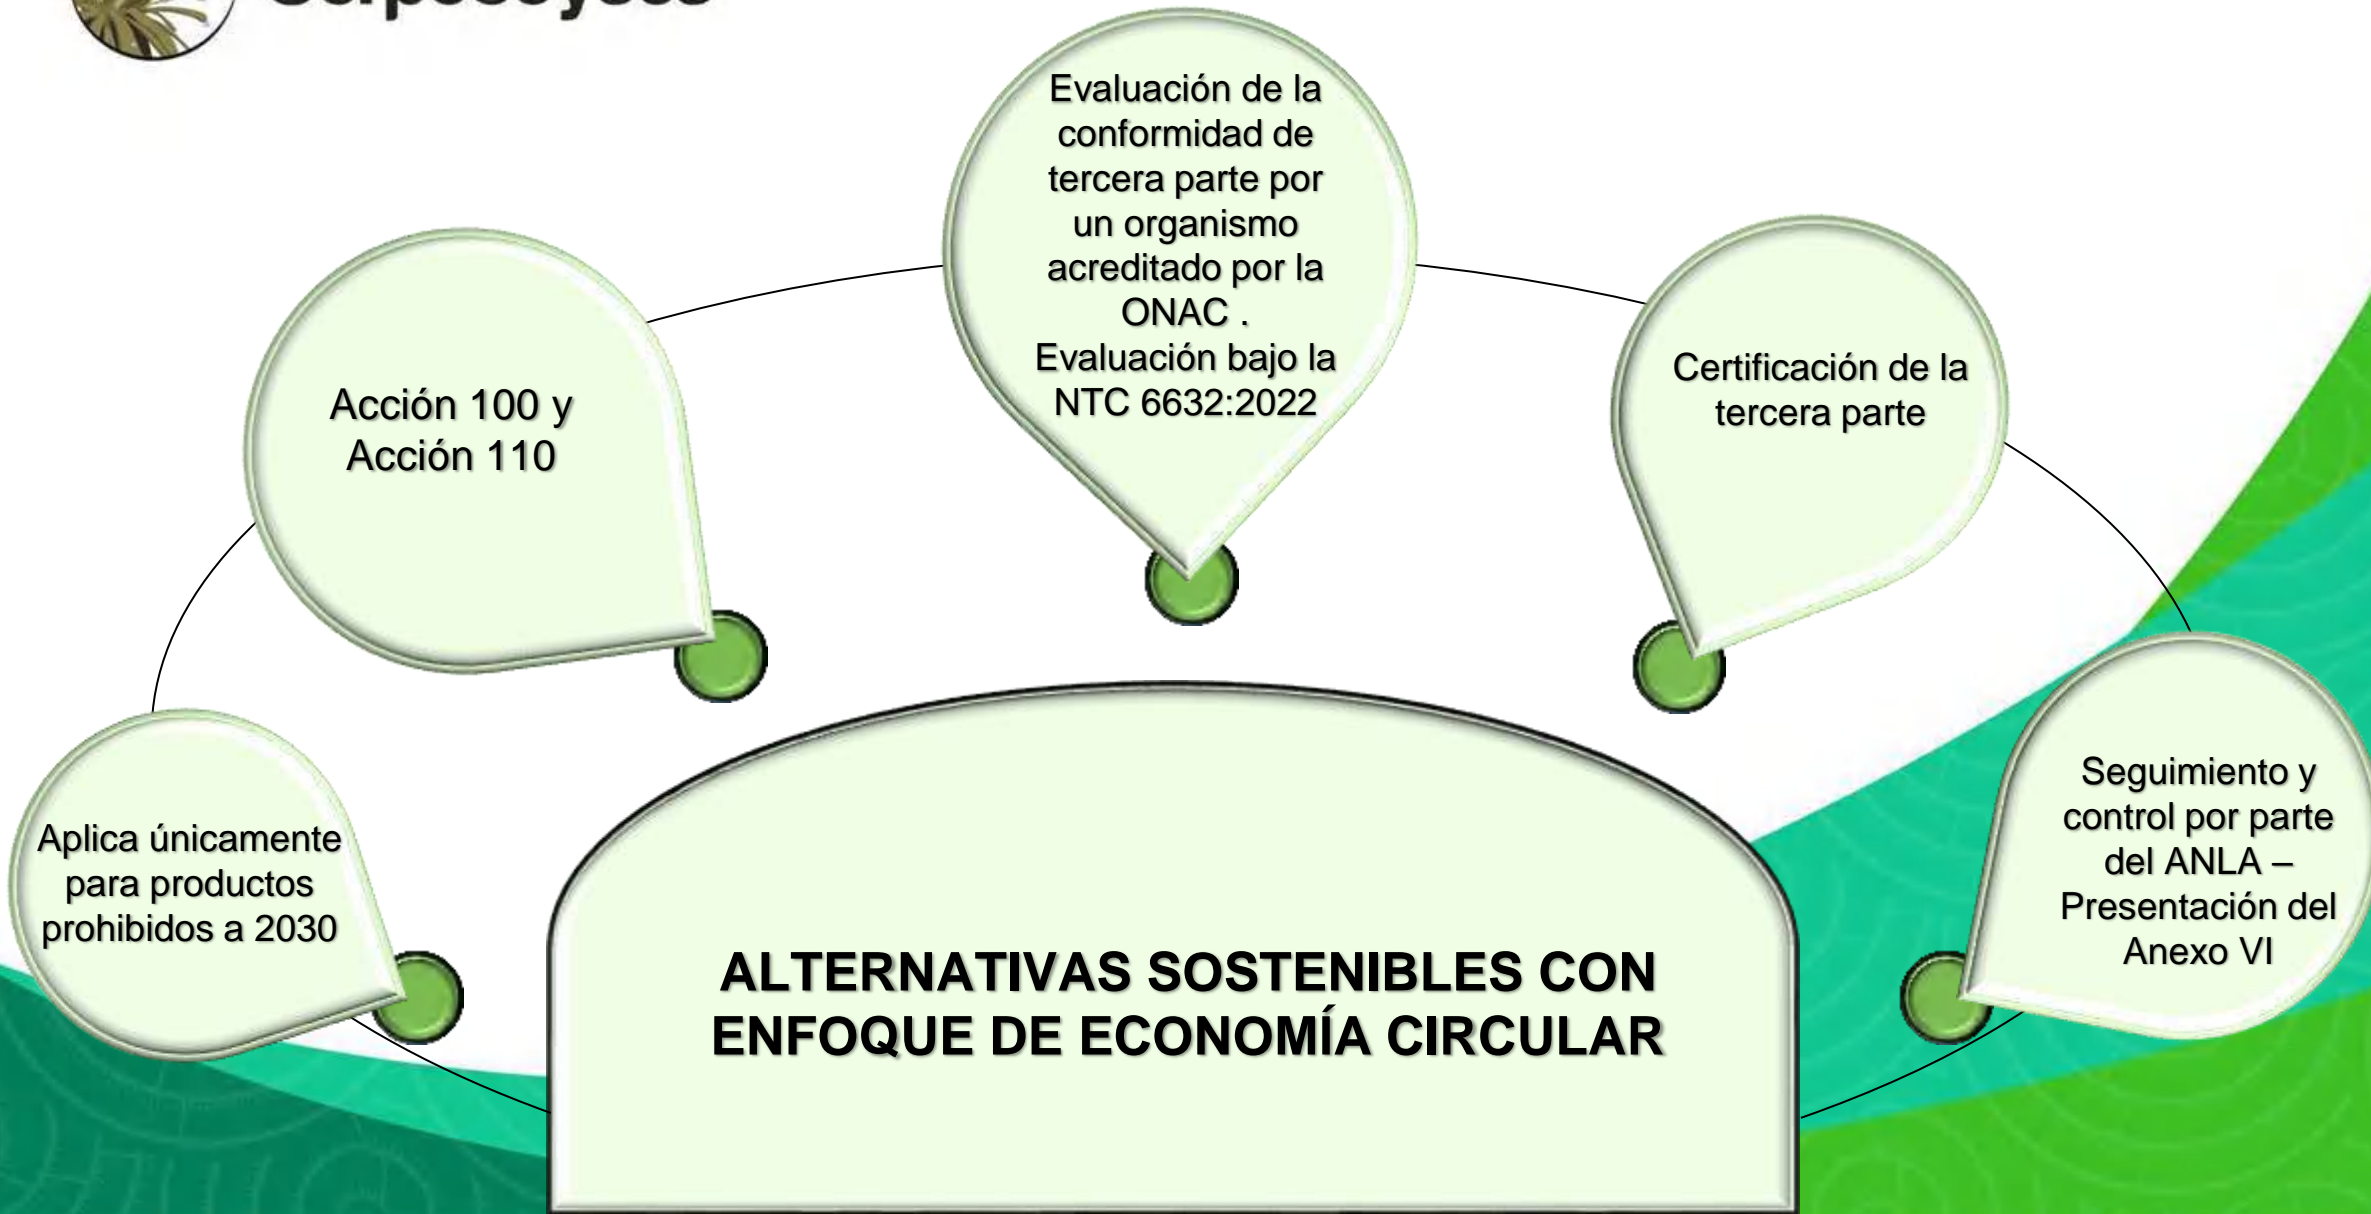 Aplica únicamente
para productos
prohibidos a 2030
Acción 100 y
Acción 110
Evaluación de la
conformidad de
tercera parte por
un organismo
acreditado por la
ONAC .
Evaluación bajo la
NTC 6632:2022
Certificación de la
tercera parte
Seguimiento y
control por parte
del ANLA –
Presentación del
Anexo VI
ALTERNATIVAS SOSTENIBLES CON
ENFOQUE DE ECONOMÍA CIRCULAR